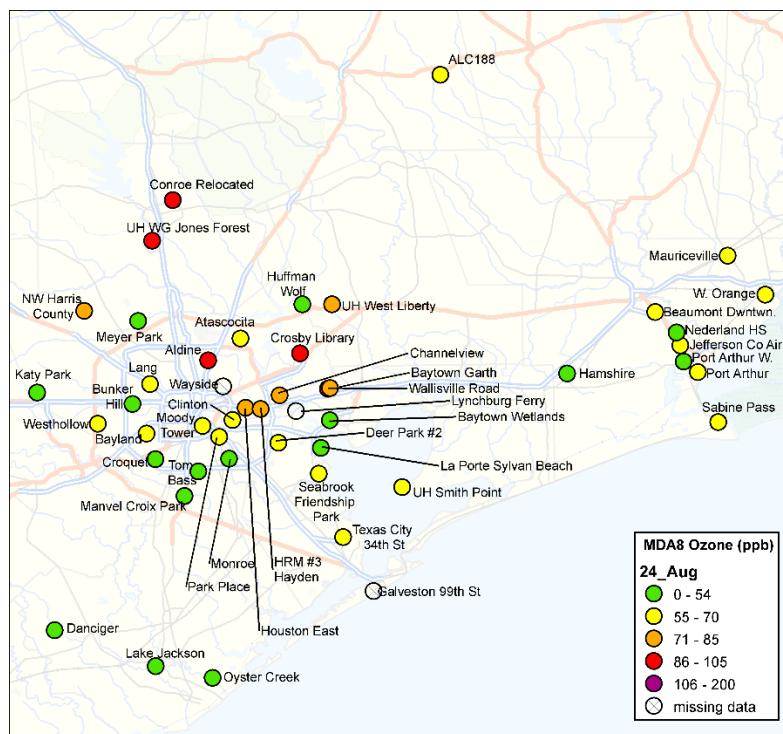 ALC188
Conroe Relocated
UH WG Jones Forest
Mauriceville
Huffman
Wolf
W. Orange
NW Harris
County
UH West Liberty
Beaumont Dwntwn.
Meyer Park
Atascocita
Nederland HS
Crosby Library
Jefferson Co Air
Aldine
Channelview
Port Arthur W.
Lang
Baytown Garth
Port Arthur
Katy Park
Wayside
Wallisville Road
Hamshire
Bunker
Hill
Clinton
Lynchburg Ferry
Moody
Tower
Baytown Wetlands
Westhollow
Sabine Pass
Bayland
Deer Park #2
Croquet
Tom
Bass
La Porte Sylvan Beach
Manvel Croix Park
Seabrook
Friendship
Park
UH Smith Point
Texas City
34th St
Monroe
HRM #3
Hayden
Park Place
Galveston 99th St
Houston East
Danciger
Lake Jackson
Oyster Creek
MDA8 Ozone (ppb)
24_Aug
0 - 54
55 - 70
71 - 85
86 - 105
106 - 200
missing data